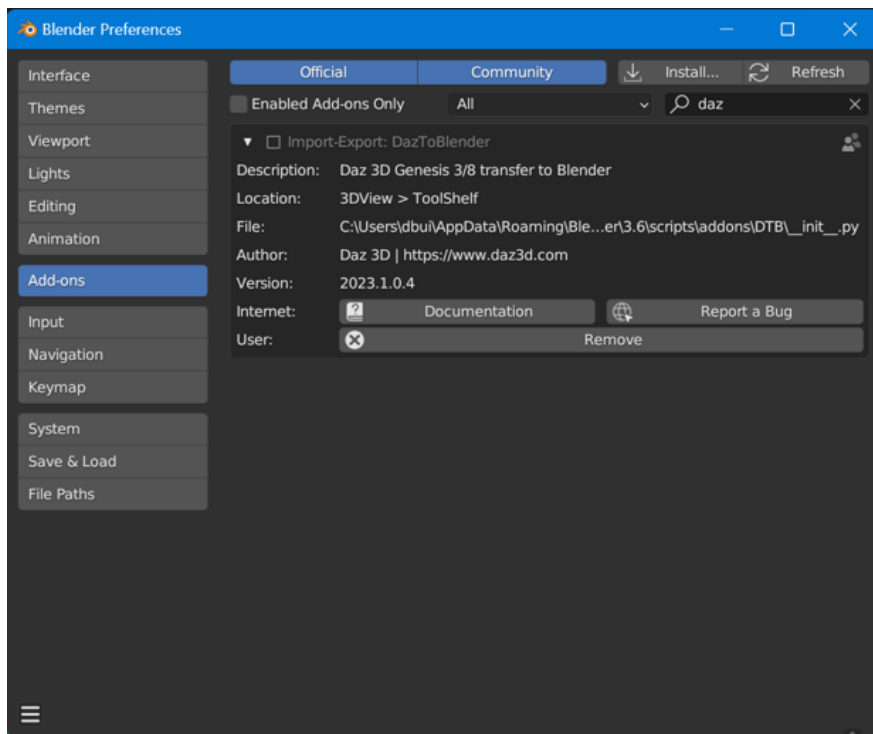 Blender Preferences
Interface
Themes
Viewport
Lights
Editing
Animation
Add-ons
Input
Navigation
Keymap
System
Save & Load
File Paths
Official Community Install... Refresh
Enabled Add-ons Only All daz
Import-Export: DazToBlender
Description: Daz 3D Genesis 3/8 transfer to Blender
Location: 3DView > ToolShelf
File: C:\Users\dbui\AppData\Roaming\Ble...er\3.6\scripts\addons\DTB\__init__.py
Author: Daz 3D | https://www.daz3d.com
Version: 2023.1.0.4
Internet: Documentation Report a Bug
User: Remove